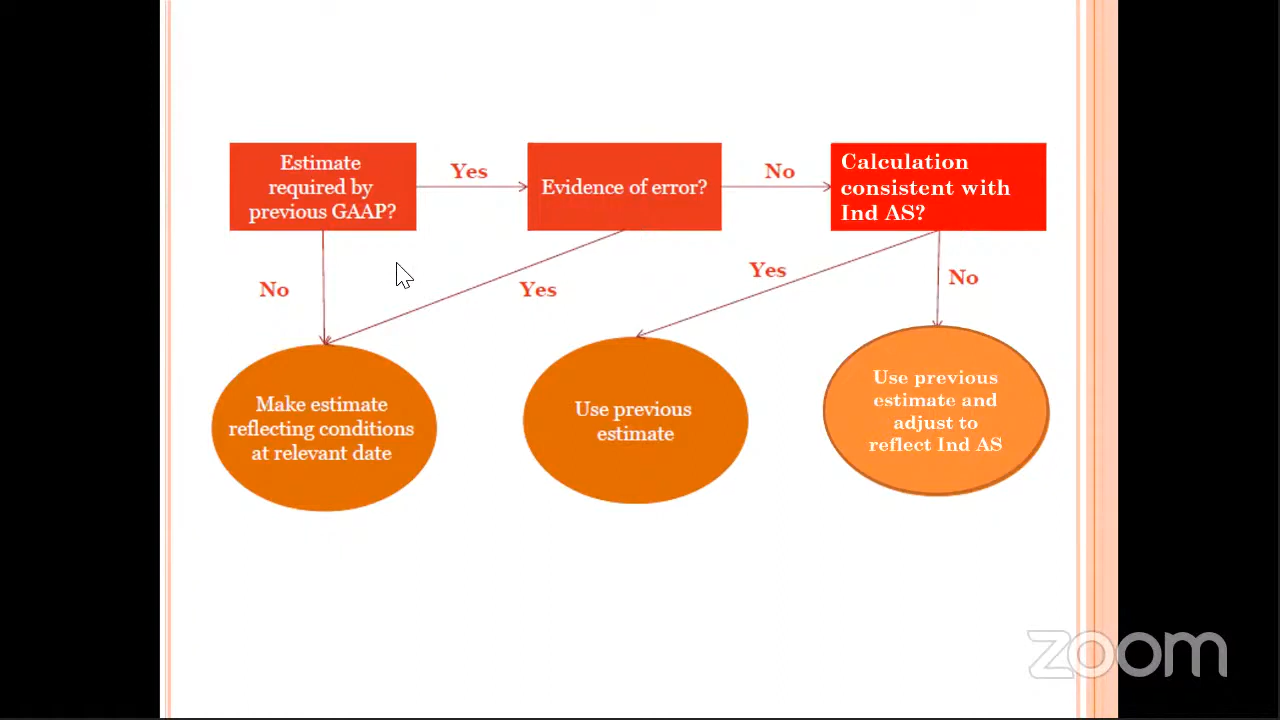 Estimate
required by
previous GAAP?
Yes
Evidence of error?
No
Calculation
consistent with
Ind AS?
No
Yes
Yes
No
Make estimate
reflecting conditions
at relevant date
Use previous
estimate
Use previous
estimate and
adjust to
reflect Ind AS
zoom